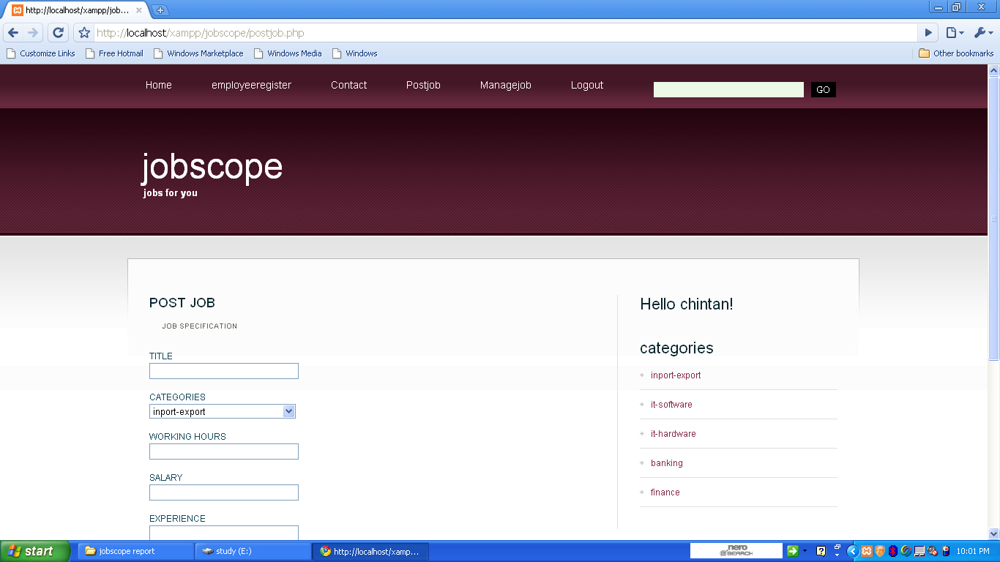 http://localhost/xampp/job...
http://localhost/xampp/jobscope/postjob.php
Customize Links Free Hotmail Windows Marketplace Windows Media Windows Other bookmarks
Home employeeregister Contact Postjob Managejob Logout GO
jobscope
jobs for you
POST JOB
JOB SPECIFICATION
TITLE
CATEGORIES
inport-export
WORKING HOURS
SALARY
EXPERIENCE
Hello chintan!
categories
inport-export
it-software
it-hardware
banking
finance
start jobscope report study (E:) http://localhost/xamp... nero SEARCH 10:01 PM